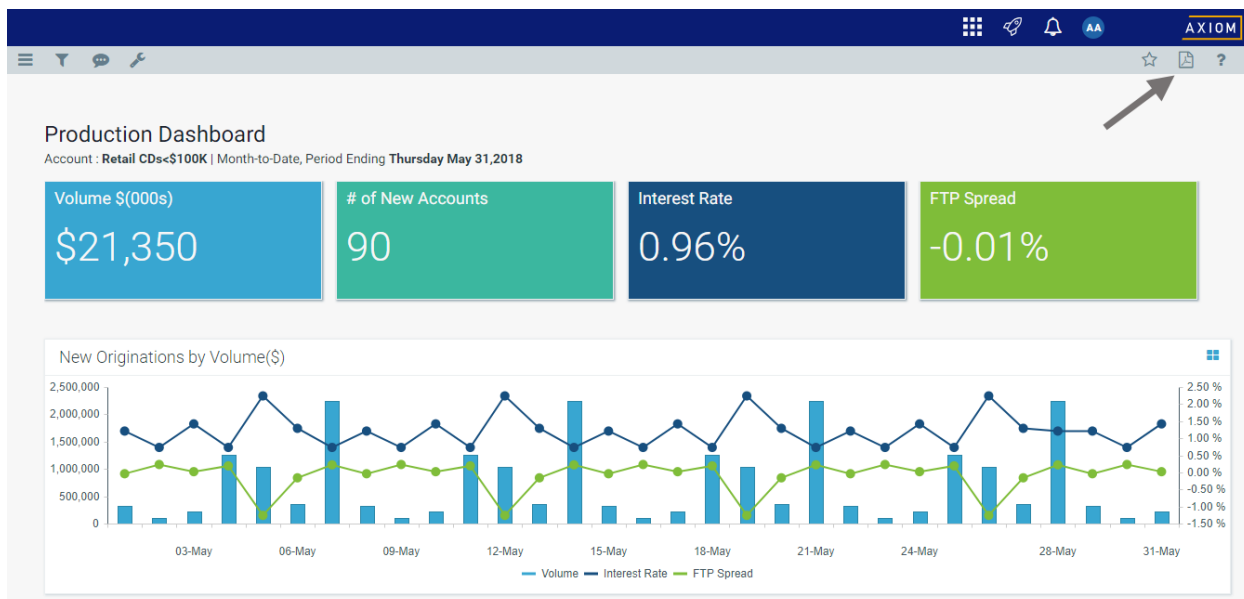 AA
AXIOM
?
Production Dashboard
Account : Retail CDs<$100K | Month-to-Date, Period Ending Thursday May 31,2018
Volume $(000s)
$21,350
# of New Accounts
90
Interest Rate
0.96%
FTP Spread
-0.01%
New Originations by Volume($)
2,500,000
2,000,000
1,500,000
1,000,000
500,000
0
2.50 %
2.00 %
1.50 %
1.00 %
0.50 %
0.00 %
-0.50 %
-1.00 %
-1.50 %
03-May 06-May 09-May 12-May 15-May 18-May 21-May 24-May 28-May 31-May
Volume Interest Rate FTP Spread